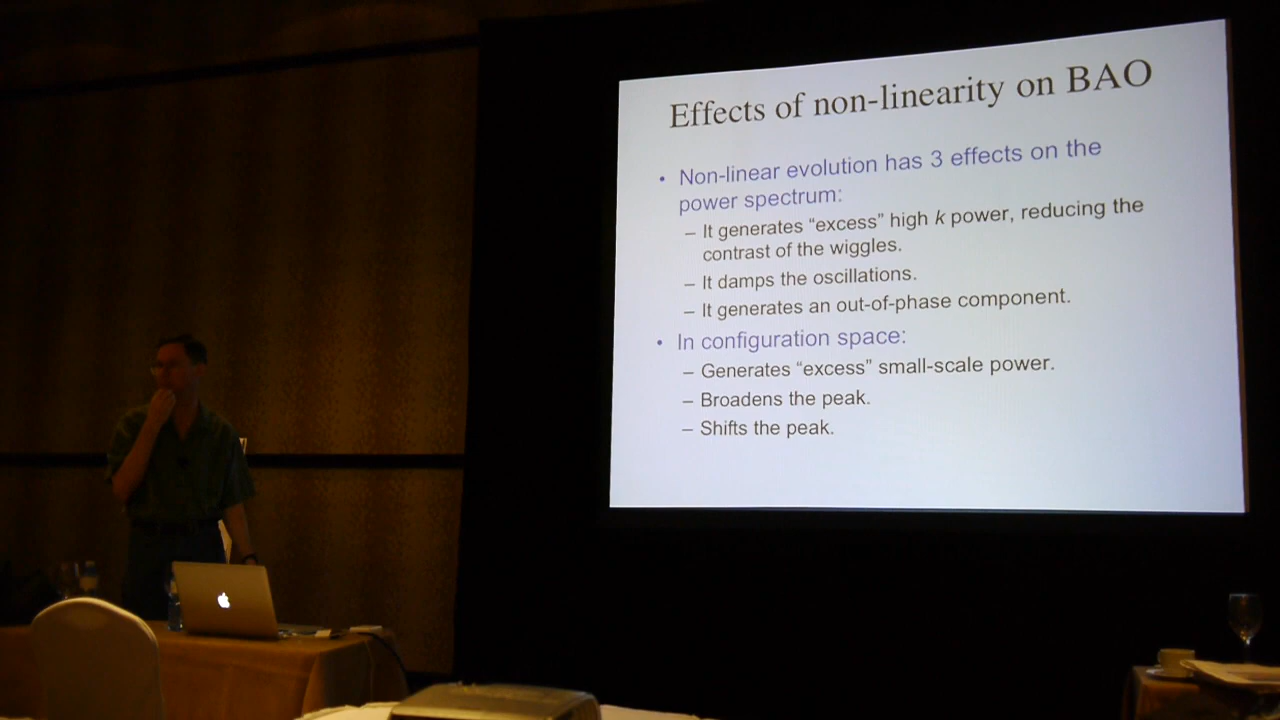 Effects of non-linearity on BAO
• Non-linear evolution has 3 effects on the
power spectrum:
– It generates “excess” high k power, reducing the
contrast of the wiggles.
– It damps the oscillations.
– It generates an out-of-phase component.
• In configuration space:
– Generates “excess” small-scale power.
– Broadens the peak.
– Shifts the peak.